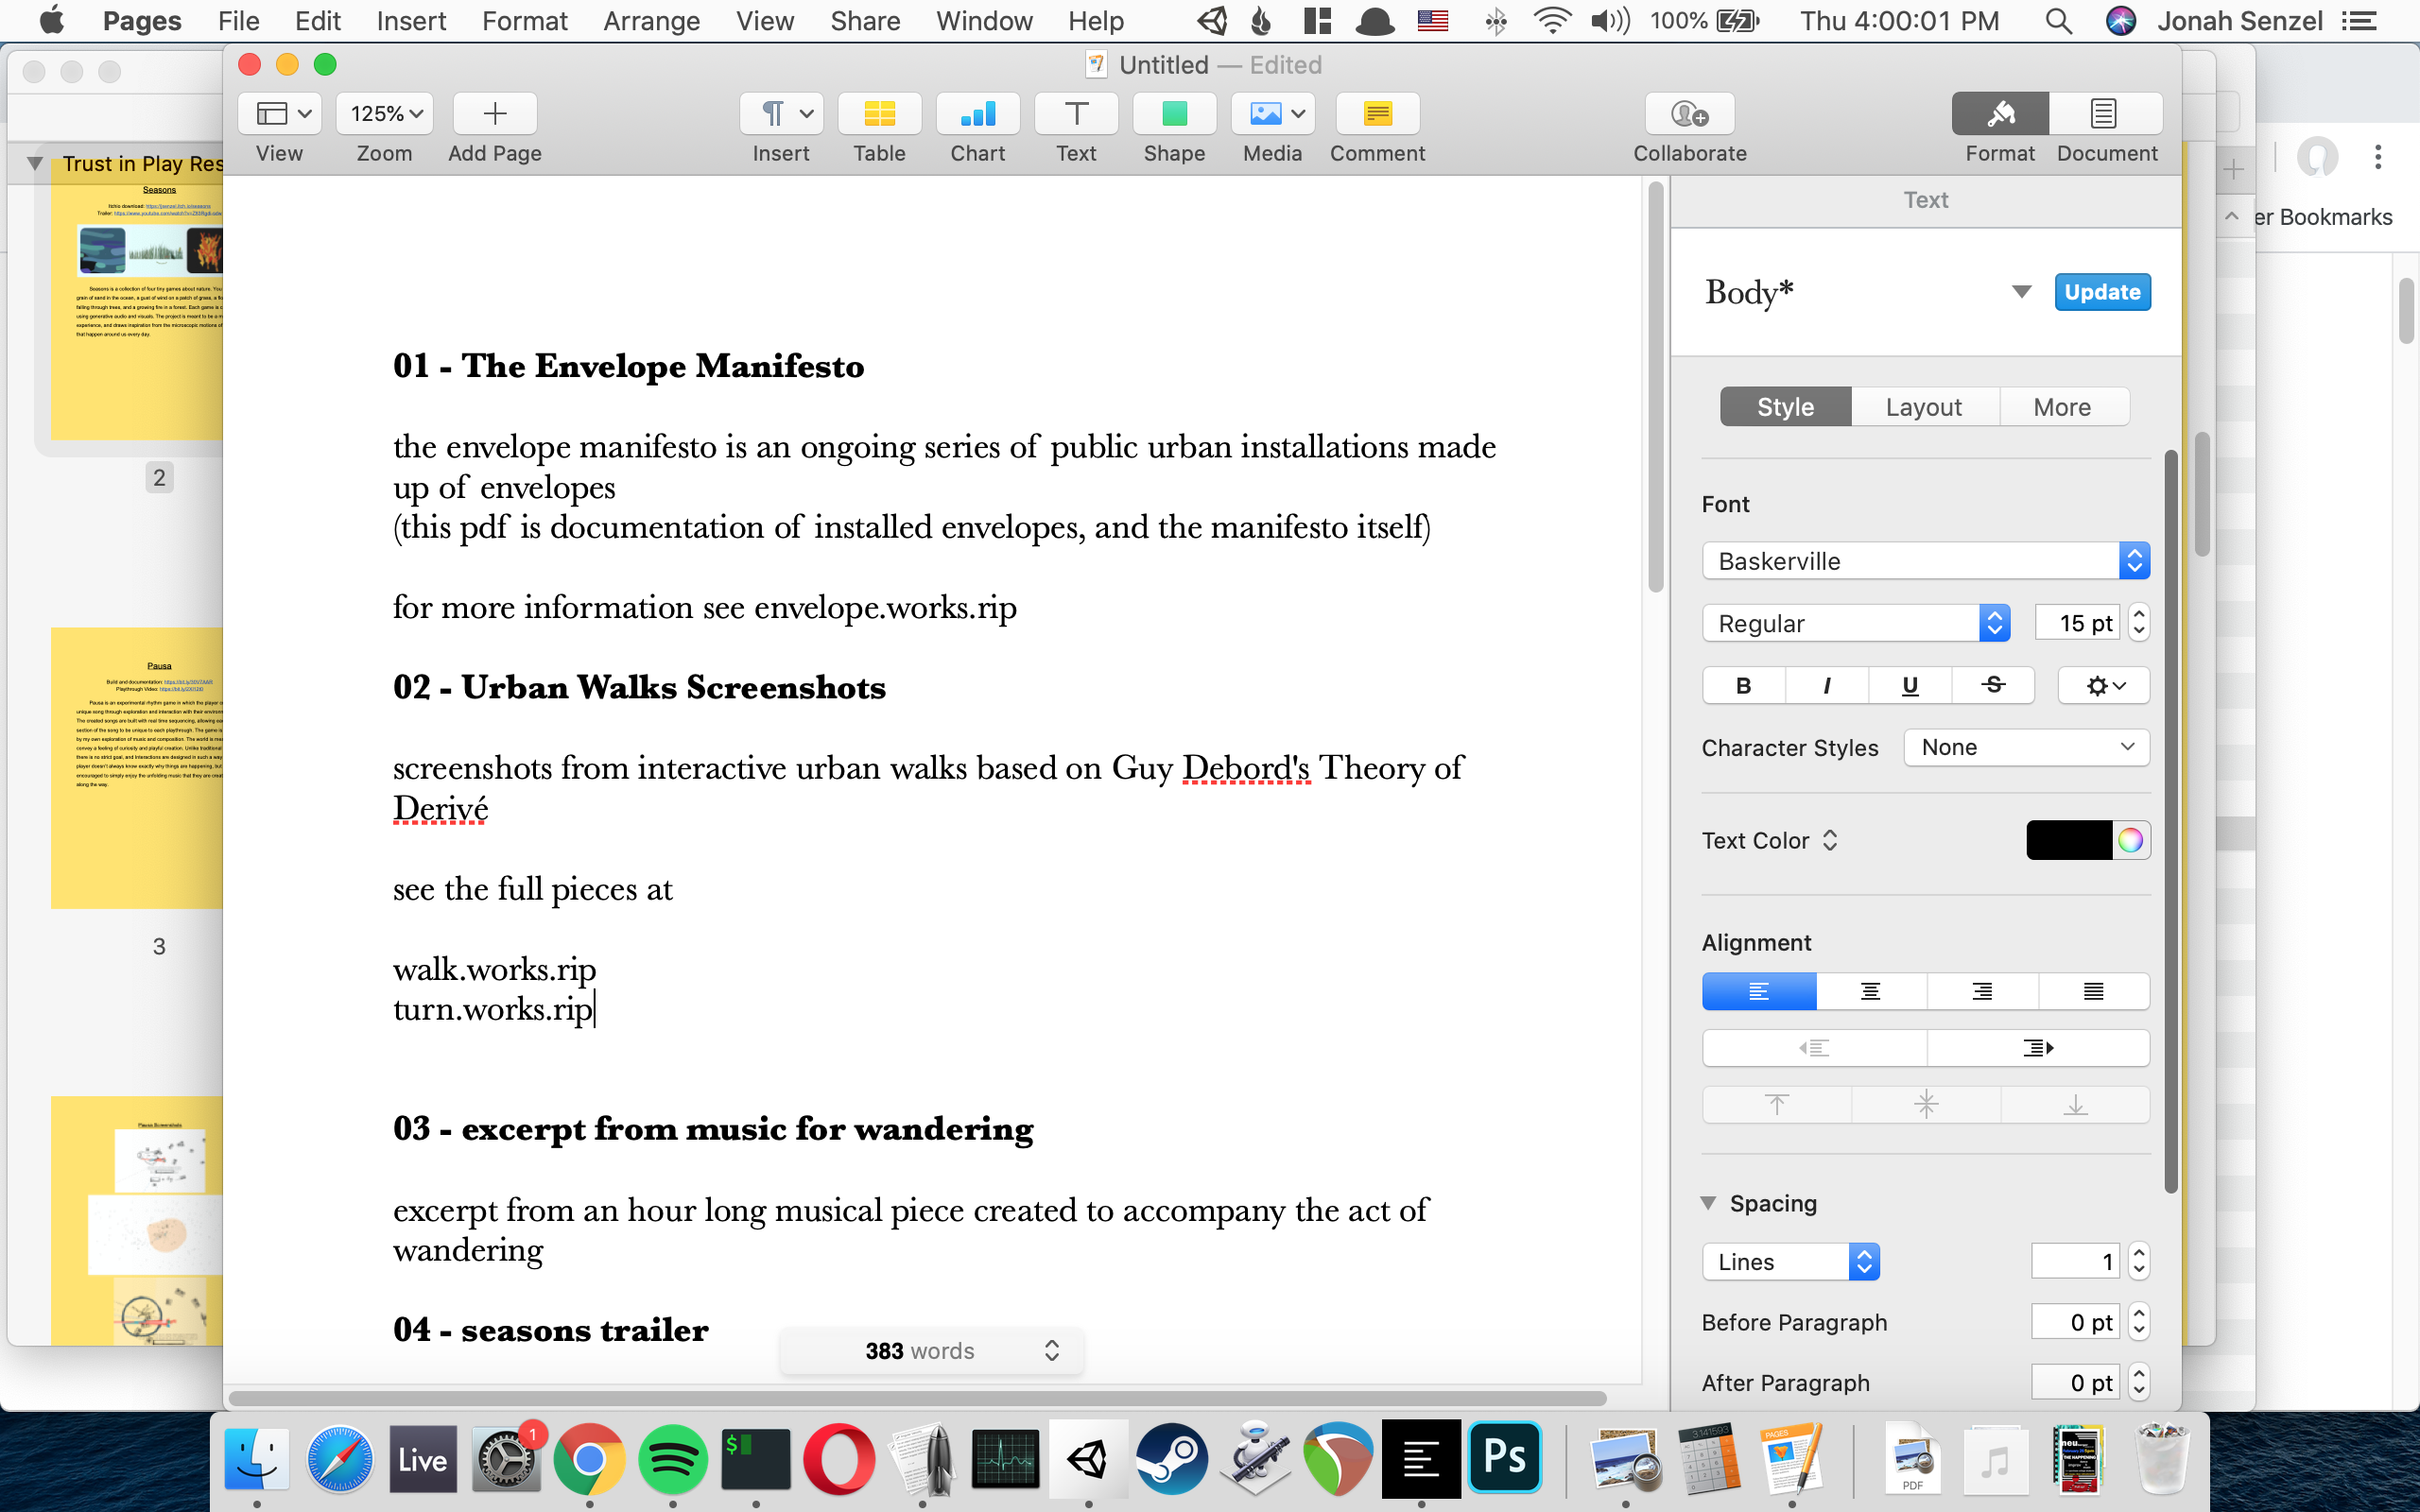 Pages File Edit Insert Format Arrange View Share Window Help 100% Thu 4:00:01 PM Jonah Senzel
Untitled — Edited
125%
View Zoom Add Page Insert Table Chart Text Shape Media Comment Collaborate Format Document
Trust in Play Res
Seasons
2
Pausa
3
Pausa Screenshots
er Bookmarks
01 - The Envelope Manifesto
the envelope manifesto is an ongoing series of public urban installations made
up of envelopes
(this pdf is documentation of installed envelopes, and the manifesto itself)
for more information see envelope.works.rip
02 - Urban Walks Screenshots
screenshots from interactive urban walks based on Guy Debord's Theory of
Derivé
see the full pieces at
walk.works.rip
turn.works.rip
03 - excerpt from music for wandering
excerpt from an hour long musical piece created to accompany the act of
wandering
04 - seasons trailer
383 words
Text
Body*
Update
Style Layout More
Font
Baskerville
Regular 15 pt
B I U S
Character Styles None
Text Color
Alignment
Spacing
Lines 1
Before Paragraph 0 pt
After Paragraph 0 pt
Live
1
$
Ps
3.141593
PAGES
PDF